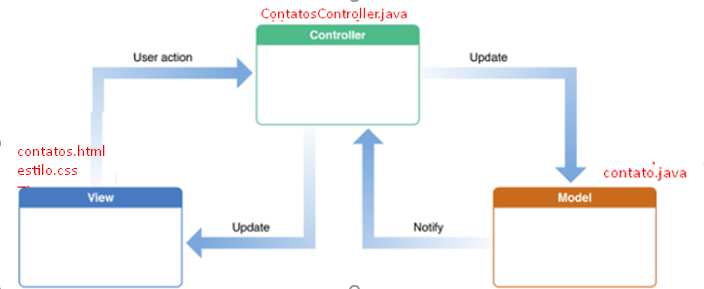 ContatosController.java
Controller
User action
Update
contatos.html
estilo.css
contato.java
View
Model
Update
Notify